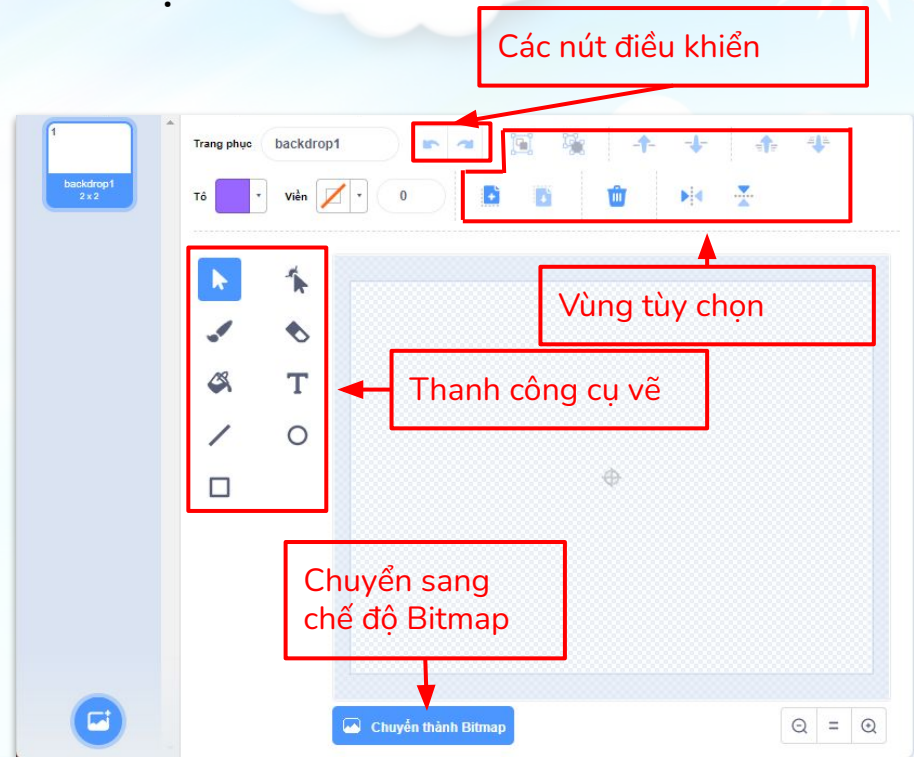 Các nút điều khiển
1
backdrop1
2 x 2
Trang phục
backdrop1
Tô
Viền
0
Vùng tùy chọn
T
Thanh công cụ vẽ
Chuyển sang
chế độ Bitmap
Chuyển thành Bitmap
=